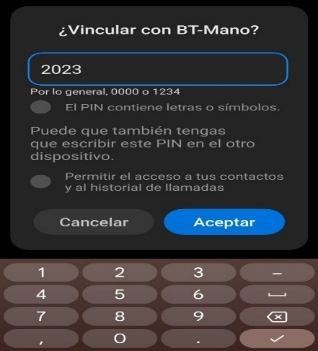 ¿Vincular con BT-Mano?
2023
Por lo general, 0000 o 1234
El PIN contiene letras o símbolos.
Puede que también tengas
que escribir este PIN en el otro
dispositivo.
Permitir el acceso a tus contactos
y al historial de llamadas
Cancelar Aceptar
1 2 3 –
4 5 6
7 8 9
, 0 .